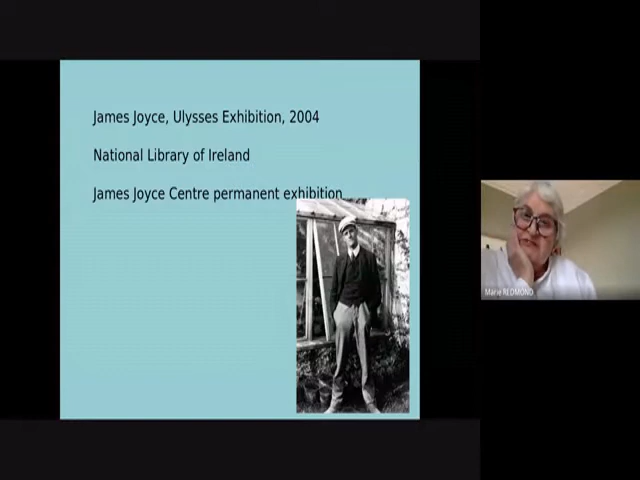 James Joyce, Ulysses Exhibition, 2004
National Library of Ireland
James Joyce Centre permanent exhibition
Marie REDMOND